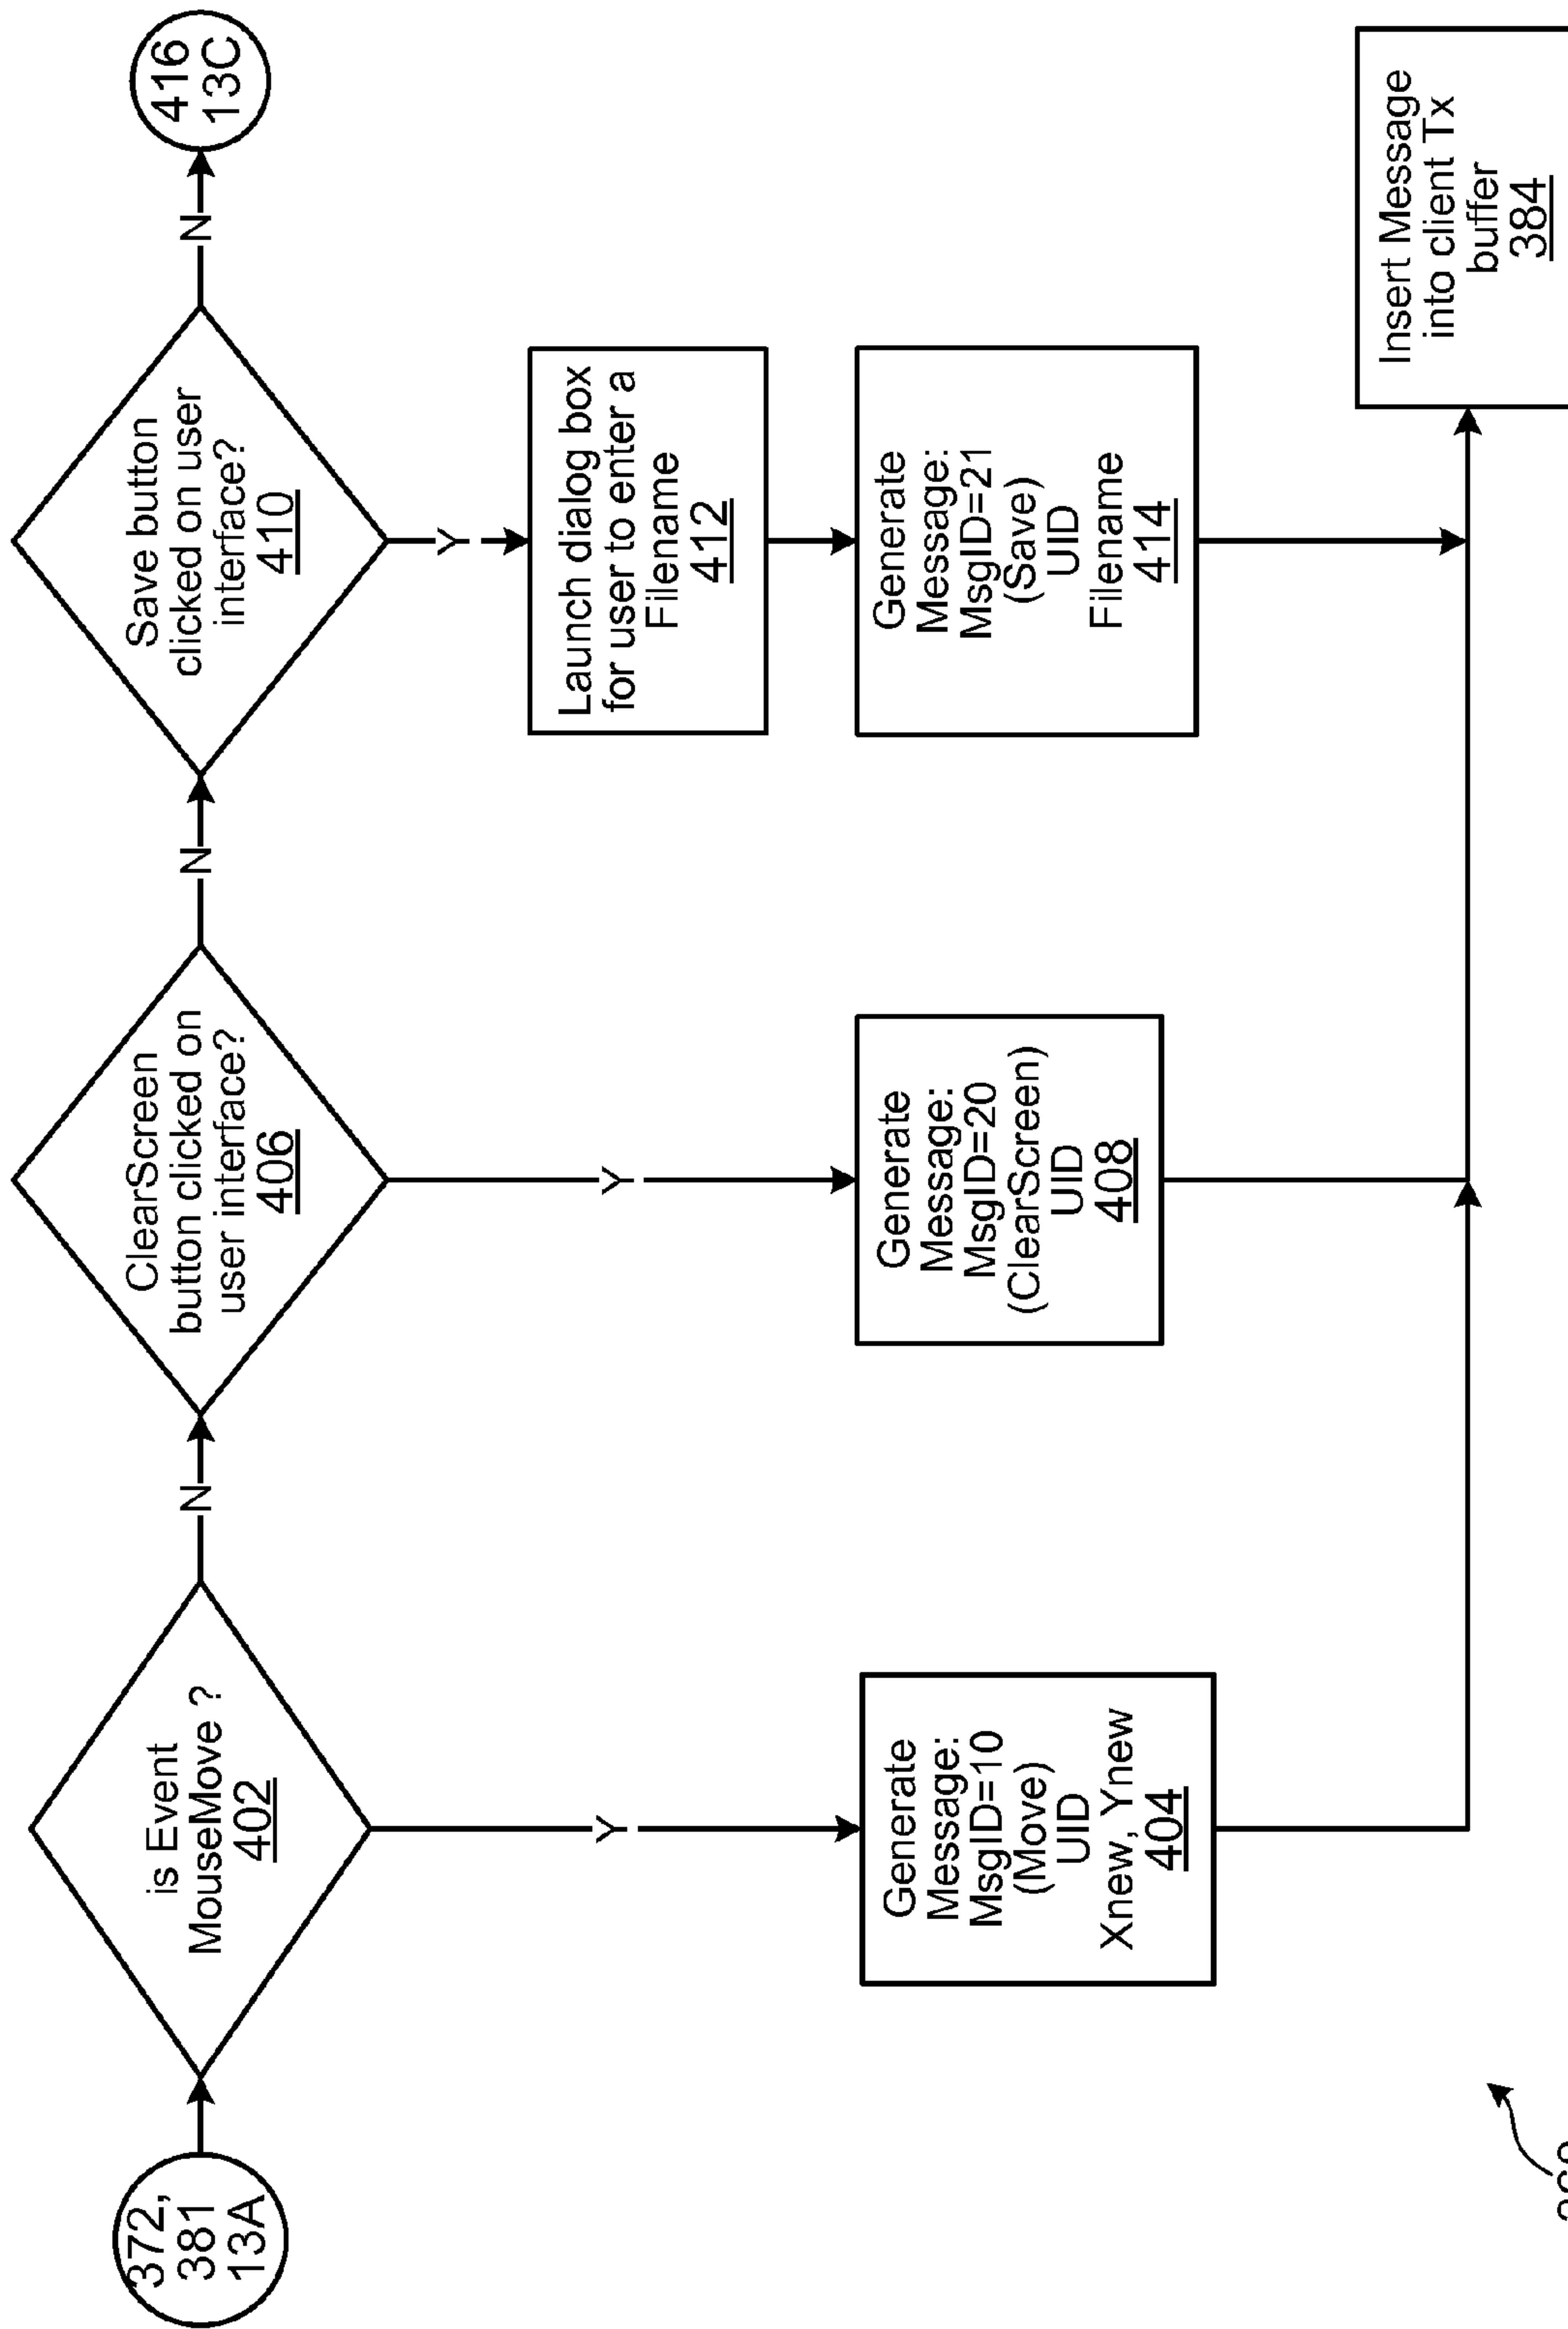 372,
381
13A
is Event
MouseMove ?
402
N
ClearScreen
button clicked on
user interface?
406
N
Save button
clicked on user
interface?
410
N
416
13C
Y
Y
Y
Launch dialog box
for user to enter a
Filename
412
Generate
Message:
MsgID=10
(Move)
UID
Xnew, Ynew
404
Generate
Message:
MsgID=20
(ClearScreen)
UID
408
Generate
Message:
MsgID=21
(Save)
UID
Filename
414
Insert Message
into client Tx
buffer
384